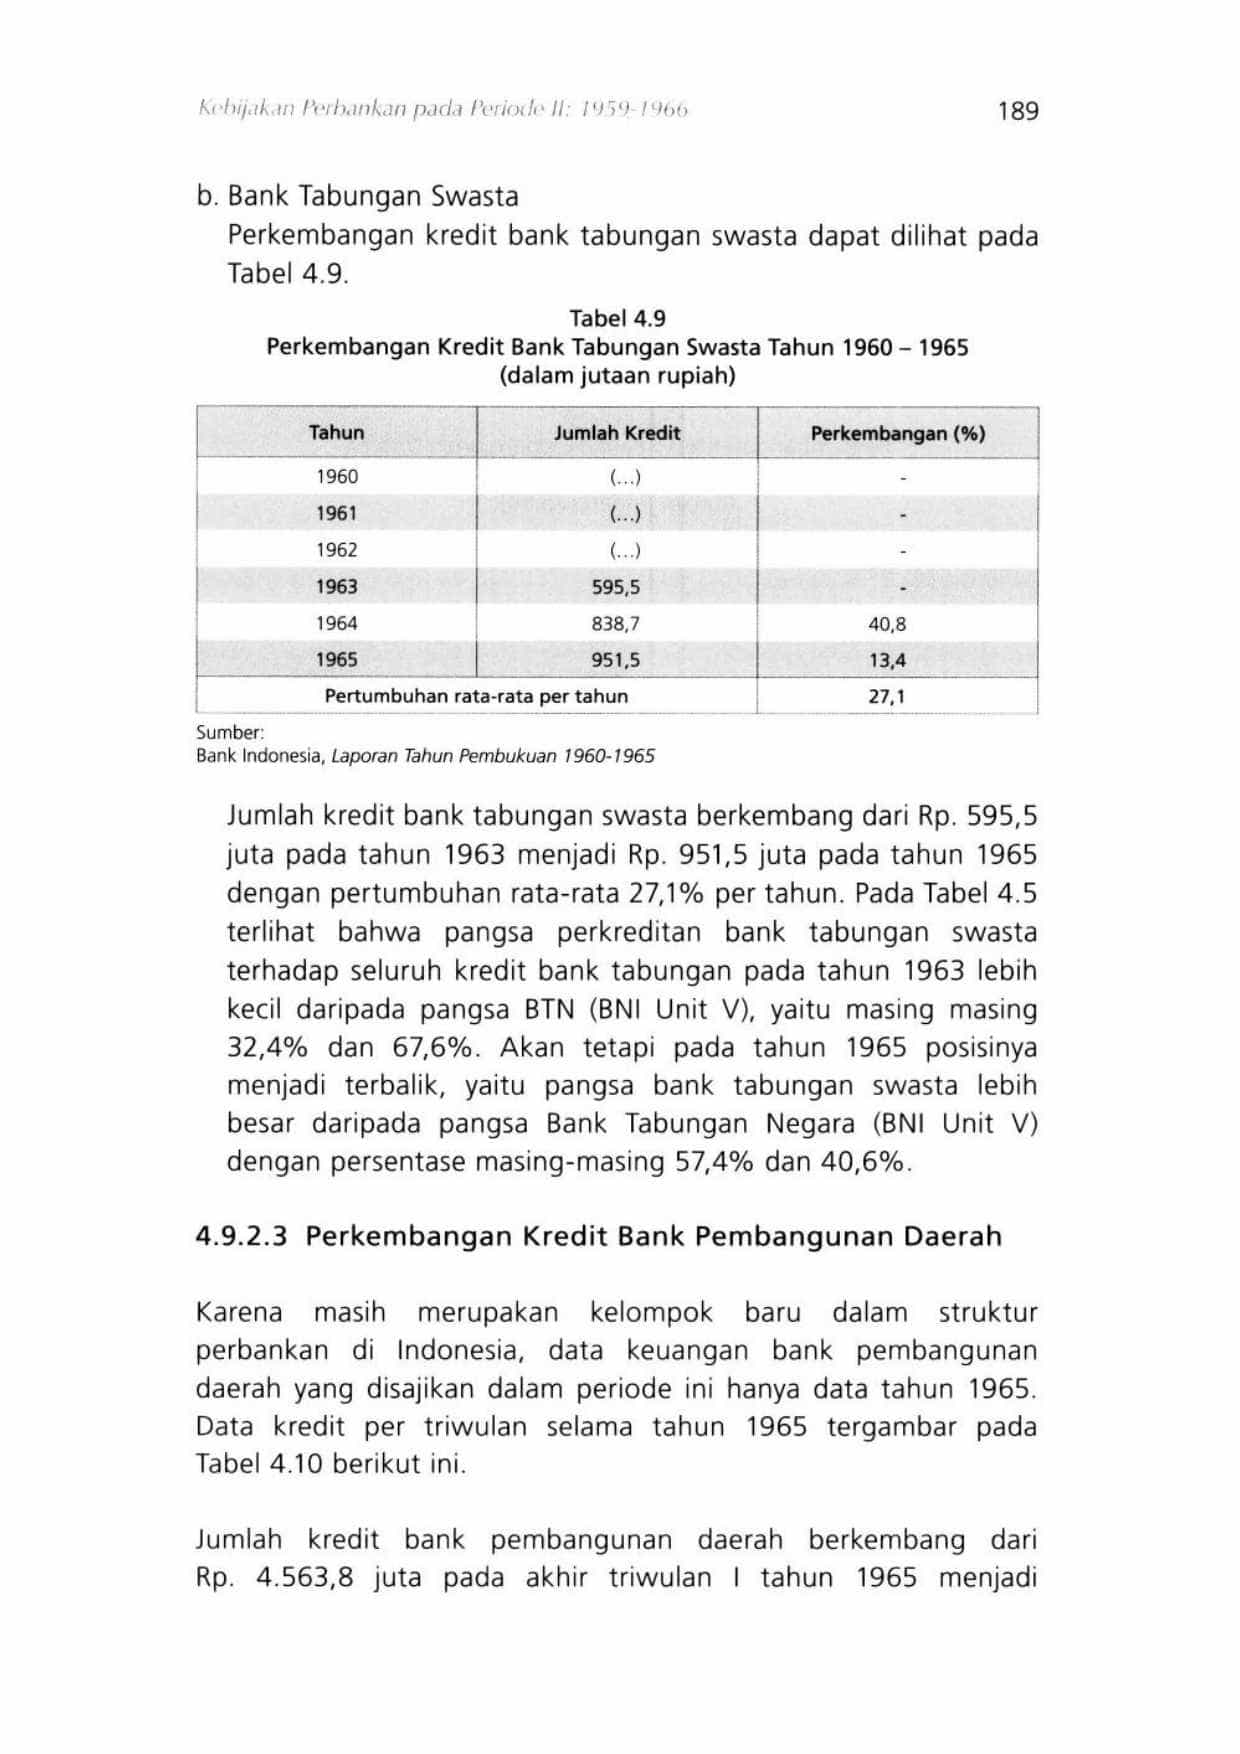 Kebijakan Perbankan pada Periode II: 1959-1966 189
b. Bank Tabungan Swasta
Perkembangan kredit bank tabungan swasta dapat dilihat pada
Tabel 4.9.
Tabel 4.9
Perkembangan Kredit Bank Tabungan Swasta Tahun 1960 – 1965
(dalam jutaan rupiah)
Tahun Jumlah Kredit Perkembangan (%)
1960 (...) -
1961 (...) -
1962 (...) -
1963 595,5 -
1964 838,7 40,8
1965 951,5 13,4
Pertumbuhan rata-rata per tahun 27,1
Sumber:
Bank Indonesia, Laporan Tahun Pembukuan 1960-1965
Jumlah kredit bank tabungan swasta berkembang dari Rp. 595,5
juta pada tahun 1963 menjadi Rp. 951,5 juta pada tahun 1965
dengan pertumbuhan rata-rata 27,1% per tahun. Pada Tabel 4.5
terlihat bahwa pangsa perkreditan bank tabungan swasta
terhadap seluruh kredit bank tabungan pada tahun 1963 lebih
kecil daripada pangsa BTN (BNI Unit V), yaitu masing masing
32,4% dan 67,6%. Akan tetapi pada tahun 1965 posisinya
menjadi terbalik, yaitu pangsa bank tabungan swasta lebih
besar daripada pangsa Bank Tabungan Negara (BNI Unit V)
dengan persentase masing-masing 57,4% dan 40,6%.
4.9.2.3 Perkembangan Kredit Bank Pembangunan Daerah
Karena masih merupakan kelompok baru dalam struktur
perbankan di Indonesia, data keuangan bank pembangunan
daerah yang disajikan dalam periode ini hanya data tahun 1965.
Data kredit per triwulan selama tahun 1965 tergambar pada
Tabel 4.10 berikut ini.
Jumlah kredit bank pembangunan daerah berkembang dari
Rp. 4.563,8 juta pada akhir triwulan I tahun 1965 menjadi